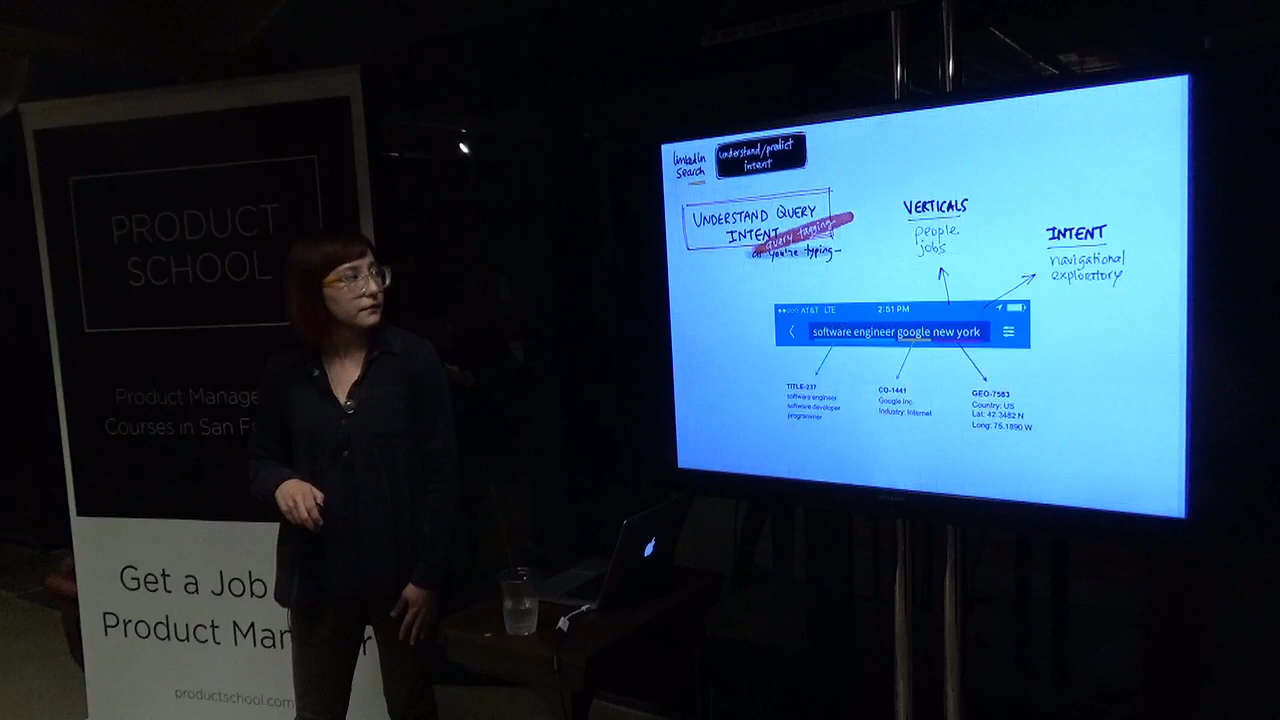 PRODUCT
SCHOOL
Product Manage
Courses in San Fr
Get a Job
Product Man er
productschool.com
linkedin
search
understand/predict
intent
UNDERSTAND QUERY
INTENT
query tagging
as you're typing
VERTICALS
people
jobs
INTENT
navigational
exploratory
AT&T LTE 2:51 PM
software engineer google new york
TITLE-237
software engineer
software developer
programmer
CO-1441
Google Inc.
Industry: Internet
GEO-7583
Country: US
Lat: 42.3482 N
Long: 75.1890 W